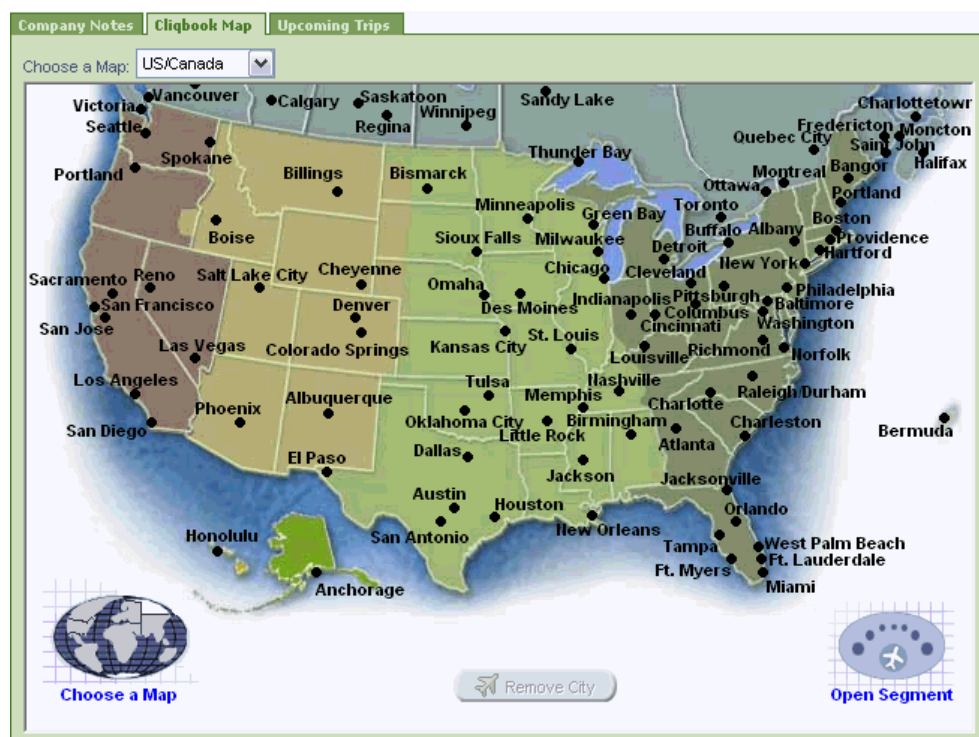 Company Notes
Cliqbook Map
Upcoming Trips
Choose a Map:
US/Canada
Vancouver
Victoria
Calgary
Saskatoon
Regina
Winnipeg
Sandy Lake
Charlottetowr
Fredericton
Moncton
Quebec City
Saint John
Halifax
Seattle
Spokane
Thunder Bay
Montreal
Bangor
Portland
Billings
Bismarck
Ottawa
Portland
Minneapolis
Green Bay
Toronto
Boston
Boise
Sioux Falls
Milwaukee
Buffalo
Albany
Providence
Detroit
Hartford
Sacramento
Reno
Salt Lake City
Cheyenne
Chicago
Cleveland
New York
Omaha
Des Moines
Indianapolis
Pittsburgh
Philadelphia
Baltimore
San Francisco
Denver
Columbus
San Jose
Cincinnati
Washington
Las Vegas
Colorado Springs
Kansas City
St. Louis
Louisville
Richmond
Norfolk
Los Angeles
Tulsa
Nashville
Phoenix
Albuquerque
Memphis
Charlotte
Raleigh/Durham
San Diego
Oklahoma City
Little Rock
Birmingham
Charleston
Bermuda
Dallas
Atlanta
El Paso
Jackson
Jacksonville
Austin
Houston
Orlando
Honolulu
San Antonio
New Orleans
Tampa
West Palm Beach
Ft. Myers
Ft. Lauderdale
Anchorage
Miami
Choose a Map
Remove City
Open Segment